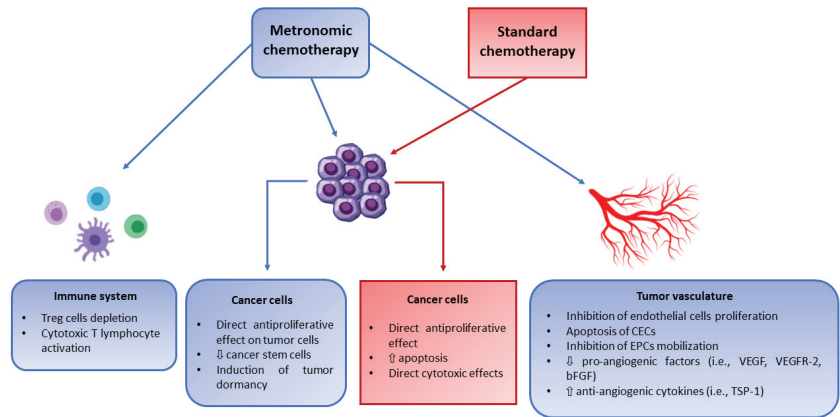 Metronomic
chemotherapy
Standard
chemotherapy
Immune system
• Treg cells depletion
• Cytotoxic T lymphocyte
activation
Cancer cells
• Direct antiproliferative
effect on tumor cells
• ⇩ cancer stem cells
• Induction of tumor
dormancy
Cancer cells
• Direct antiproliferative
effect
• ⇧ apoptosis
• Direct cytotoxic effects
Tumor vasculature
• Inhibition of endothelial cells proliferation
• Apoptosis of CECs
• Inhibition of EPCs mobilization
• ⇩ pro-angiogenic factors (i.e., VEGF, VEGFR-2,
bFGF)
• ⇧ anti-angiogenic cytokines (i.e., TSP-1)